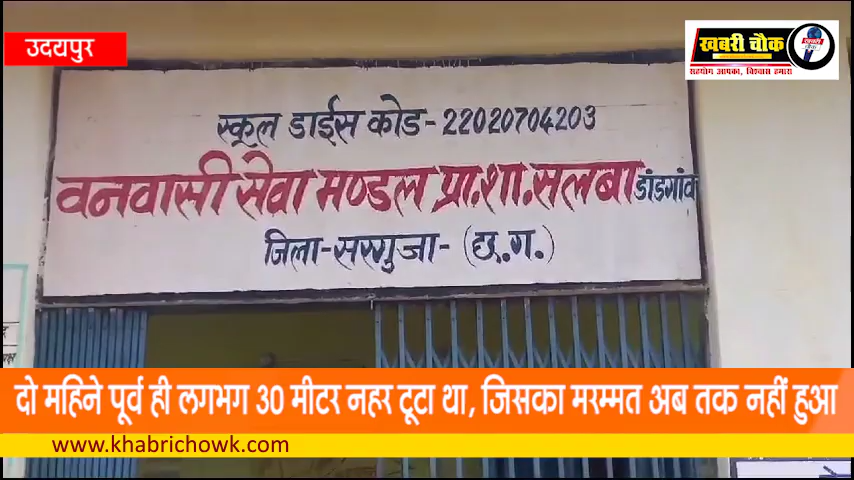 उदयपुर
खबरी चौक
सहयोग आपका, विश्वास हमारा
स्कूल डाईस कोड-22020704203
वनवासी सेवा मण्डल प्रा.शा.सलबा डांडगांव
जिला-सरगुजा-(छ.ग.)
दो महिने पूर्व ही लगभग 30 मीटर नहर टूटा था, जिसका मरम्मत अब तक नहीं हुआ
www.khabrichowk.com